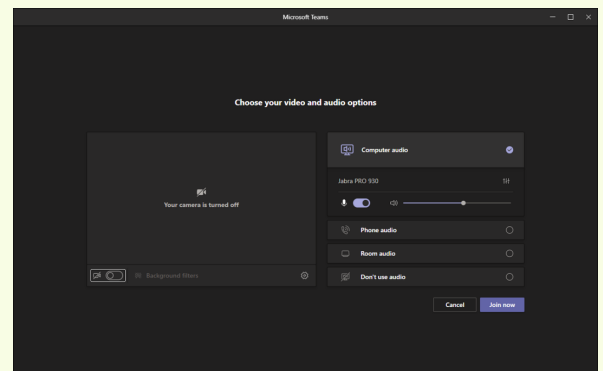 Microsoft Teams
Choose your video and audio options
Your camera is turned off
Background filters
Computer audio
Jabra PRO 930
Phone audio
Room audio
Don't use audio
Cancel
Join now